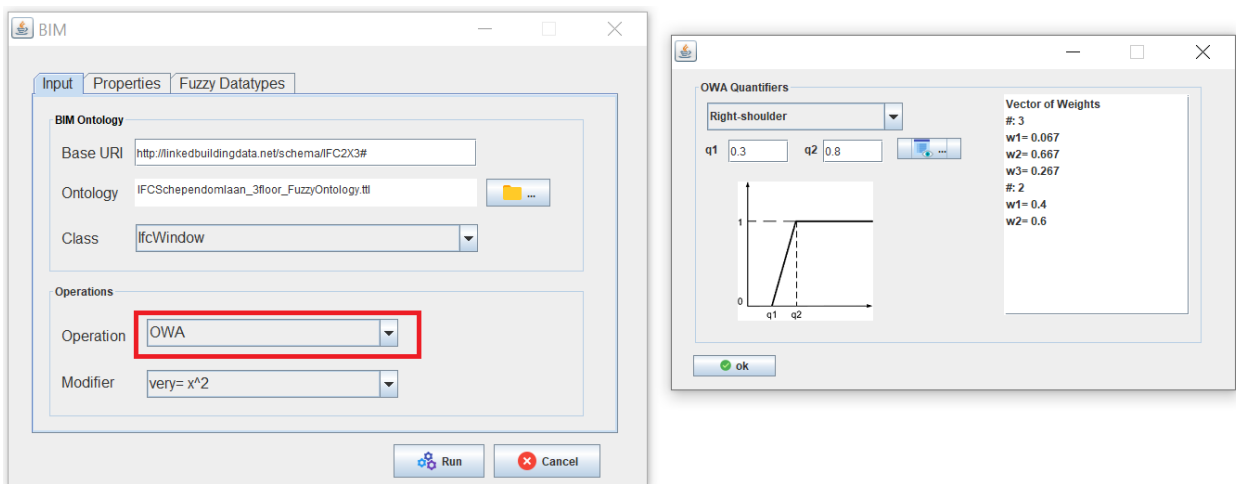 BIM
Input Properties Fuzzy Datatypes
BIM Ontology
Base URI http://linkedbuildingdata.net/schema/IFC2X3#
Ontology IFCSchependomlaan_3floor_FuzzyOntology.ttl ...
Class IfcWindow
Operations
Operation OWA
Modifier very= x^2
Run Cancel
OWA Quantifiers
Right-shoulder
q1 0.3 q2 0.8 ...
1
0
q1 q2
Vector of Weights
#: 3
w1= 0.067
w2= 0.667
w3= 0.267
#: 2
w1= 0.4
w2= 0.6
ok